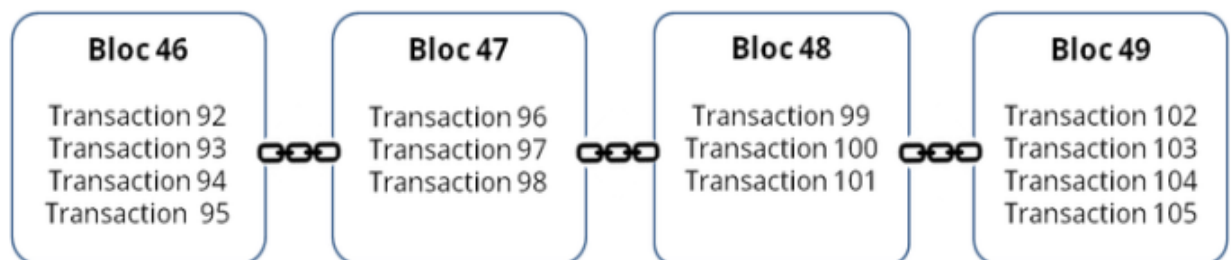 Bloc 46
Transaction 92
Transaction 93
Transaction 94
Transaction 95
Bloc 47
Transaction 96
Transaction 97
Transaction 98
Bloc 48
Transaction 99
Transaction 100
Transaction 101
Bloc 49
Transaction 102
Transaction 103
Transaction 104
Transaction 105